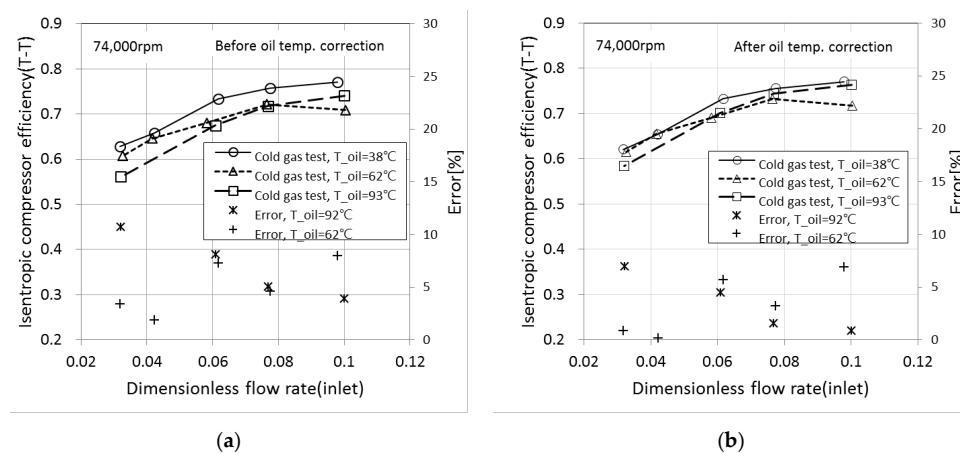 74,000rpm
Before oil temp. correction
Isentropic compressor efficiency(T-T)
0.9
0.8
0.7
0.6
0.5
0.4
0.3
0.2
30
25
20
15
10
5
0
Error[%]
Cold gas test, T_oil=38℃
Cold gas test, T_oil=62℃
Cold gas test, T_oil=93℃
Error, T_oil=92℃
Error, T_oil=62℃
0.02 0.04 0.06 0.08 0.10 0.12
Dimensionless flow rate(inlet)
(a)
74,000rpm
After oil temp. correction
Isentropic compressor efficiency(T-T)
0.9
0.8
0.7
0.6
0.5
0.4
0.3
0.2
30
25
20
15
10
5
0
Error[%]
Cold gas test, T_oil=38℃
Cold gas test, T_oil=62℃
Cold gas test, T_oil=93℃
Error, T_oil=92℃
Error, T_oil=62℃
0.02 0.04 0.06 0.08 0.10 0.12
Dimensionless flow rate(inlet)
(b)